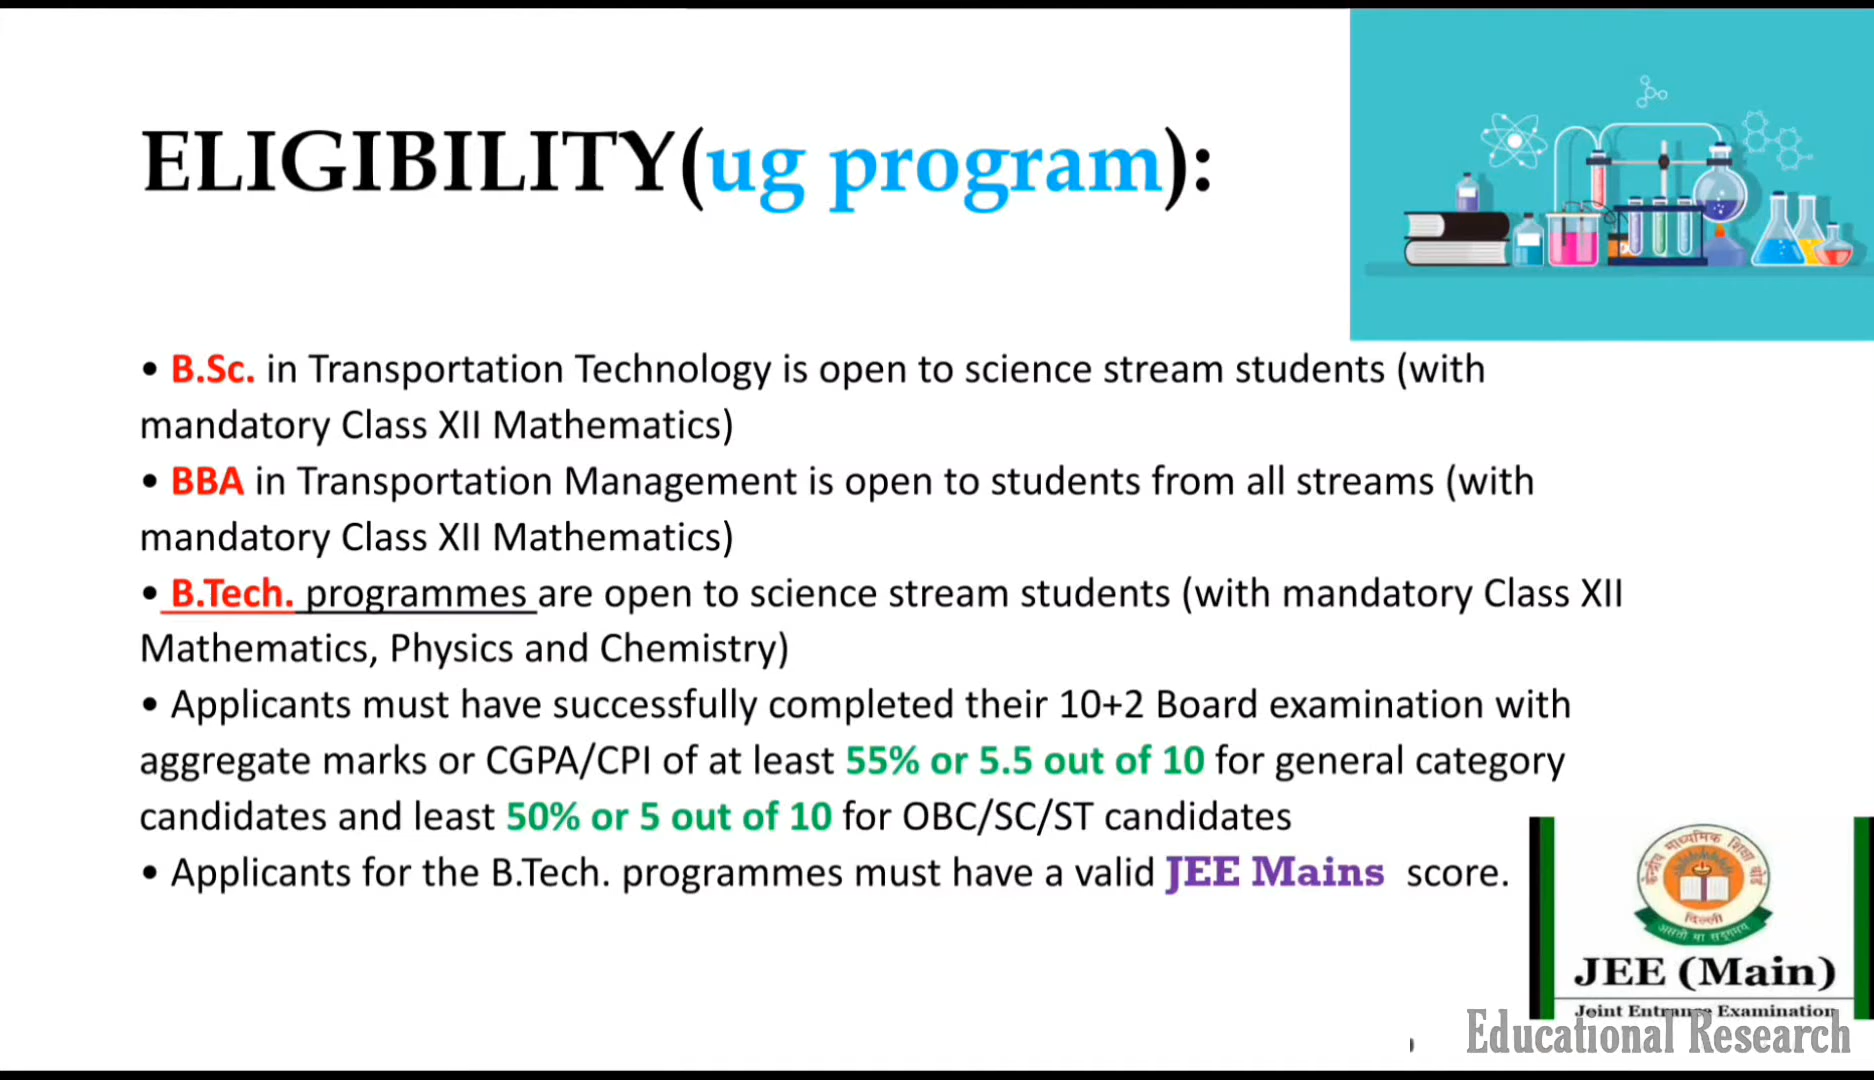 ELIGIBILITY(ug program):
• B.Sc. in Transportation Technology is open to science stream students (with
mandatory Class XII Mathematics)
• BBA in Transportation Management is open to students from all streams (with
mandatory Class XII Mathematics)
• B.Tech. programmes are open to science stream students (with mandatory Class XII
Mathematics, Physics and Chemistry)
• Applicants must have successfully completed their 10+2 Board examination with
aggregate marks or CGPA/CPI of at least 55% or 5.5 out of 10 for general category
candidates and least 50% or 5 out of 10 for OBC/SC/ST candidates
• Applicants for the B.Tech. programmes must have a valid JEE Mains score.
केन्द्रीय माध्यमिक शिक्षा बोर्ड
दिल्ली
असतो मा सद्गमय
JEE (Main)
Joint Entrance Examination
Educational Research